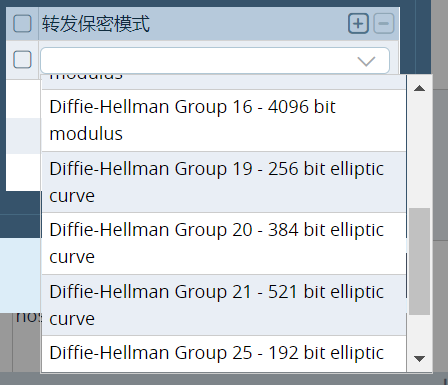 转发保密模式
modulus
Diffie-Hellman Group 16 - 4096 bit
modulus
Diffie-Hellman Group 19 - 256 bit elliptic
curve
Diffie-Hellman Group 20 - 384 bit elliptic
curve
Diffie-Hellman Group 21 - 521 bit elliptic
curve
Diffie-Hellman Group 25 - 192 bit elliptic